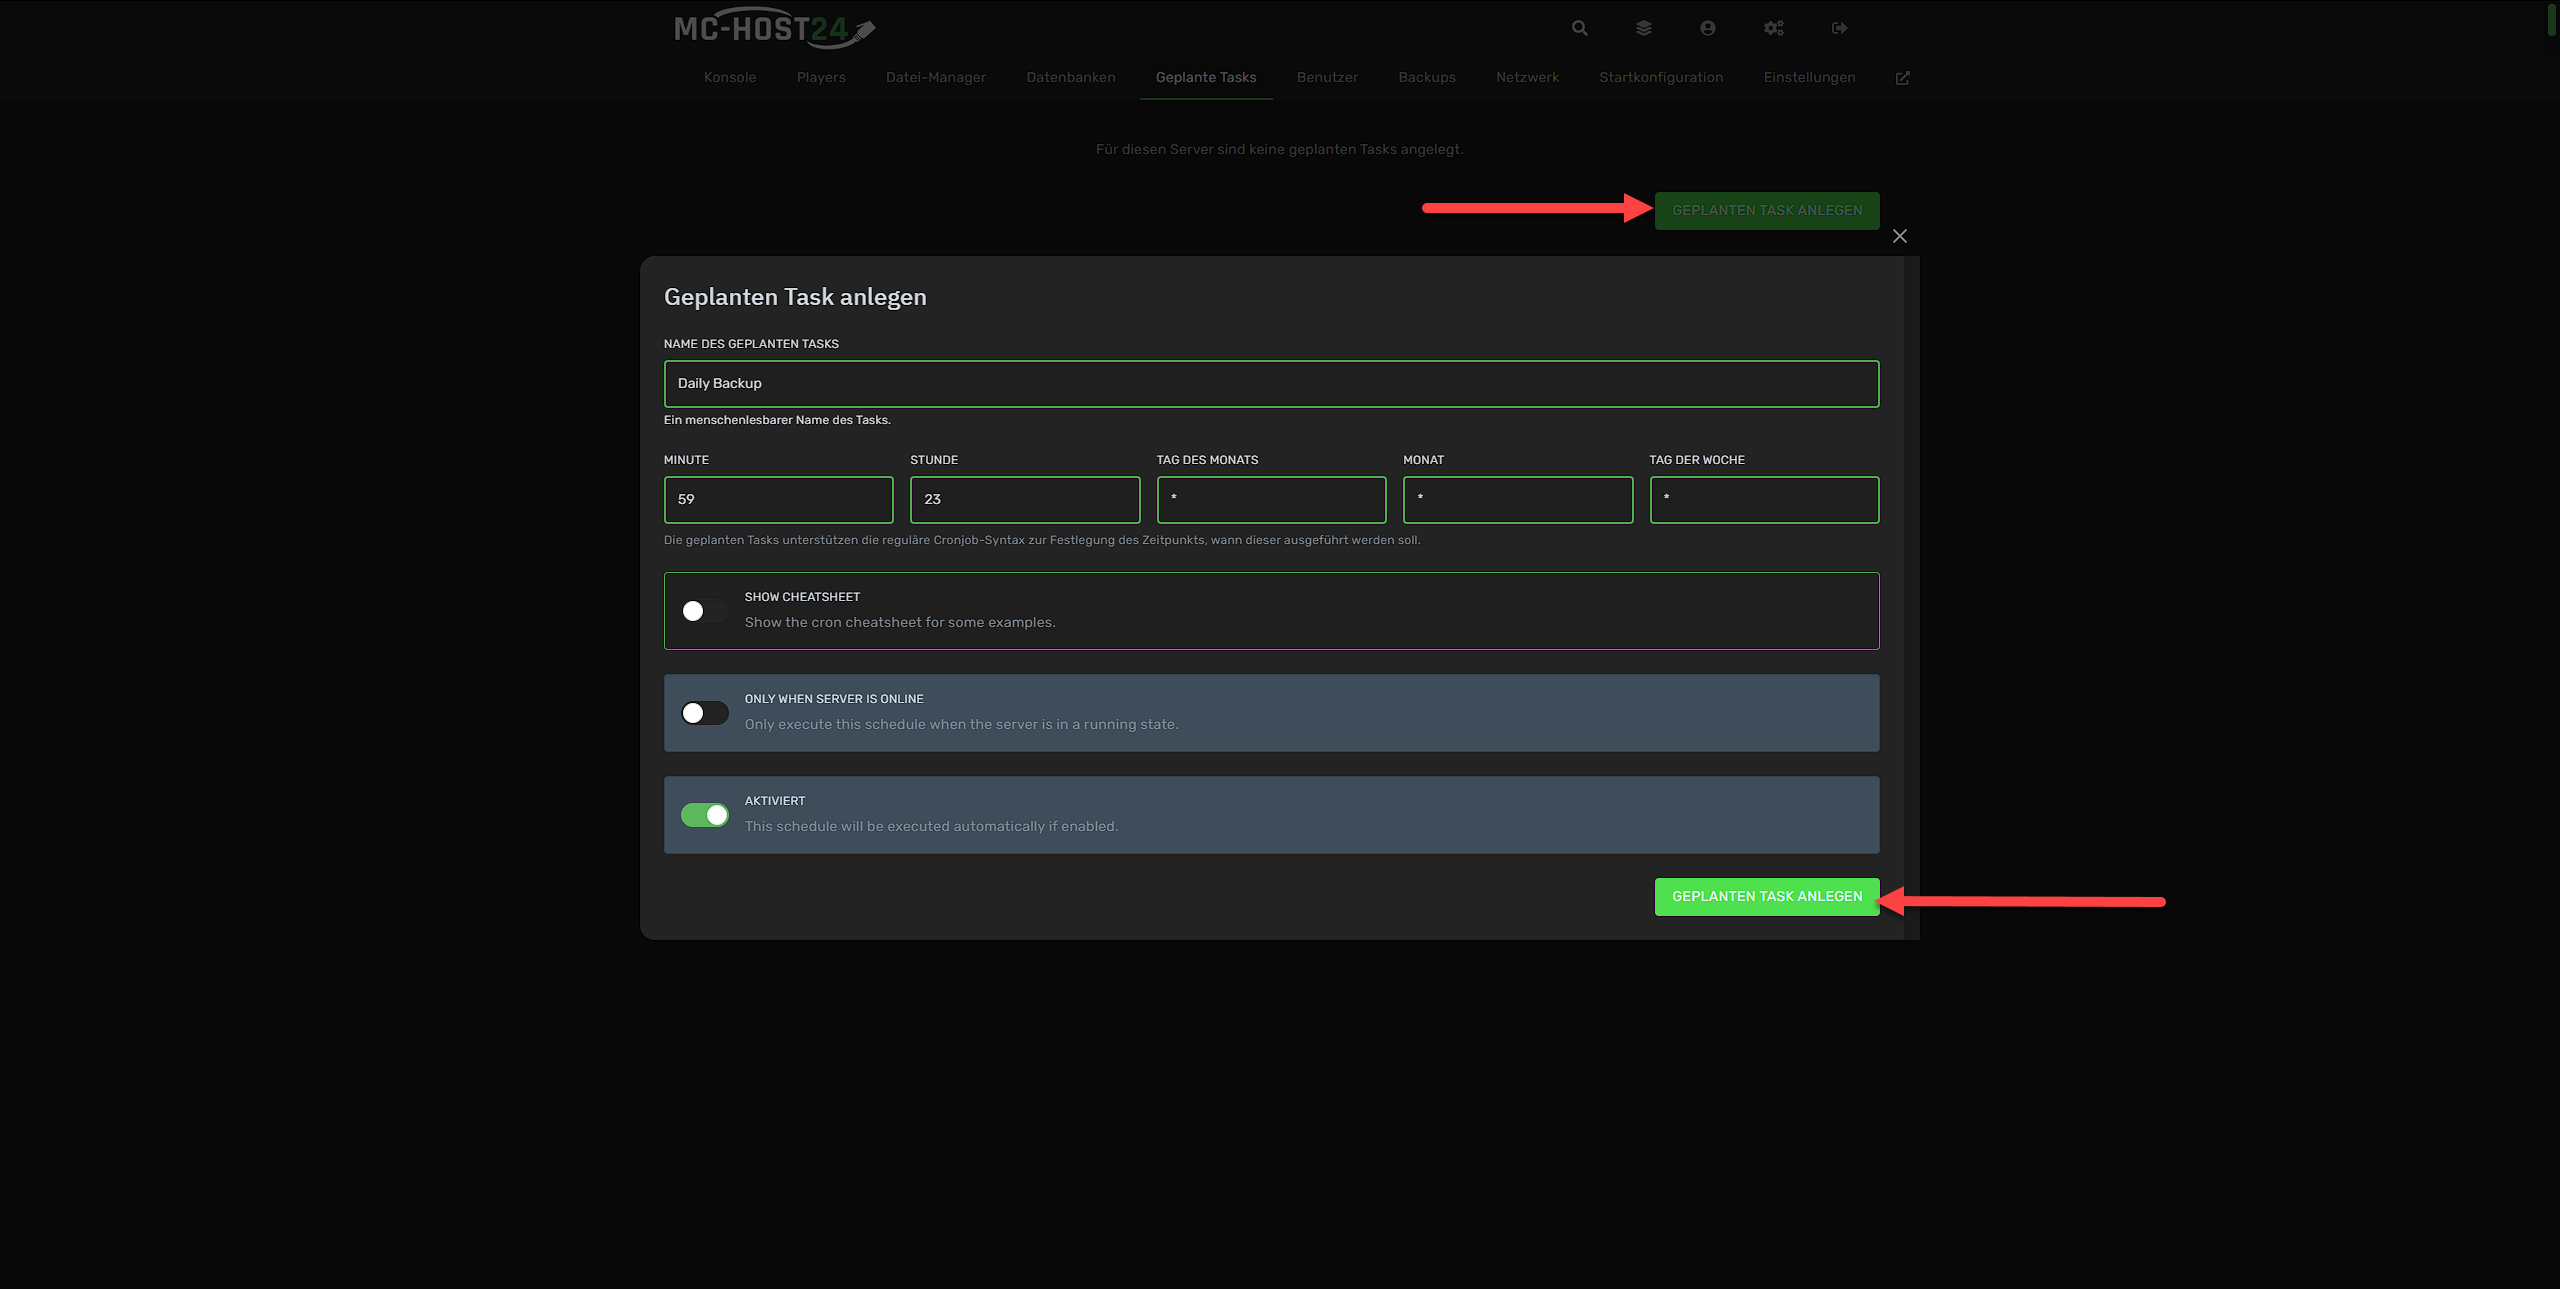 MC-HOST24
Konsole Players Datei-Manager Datenbanken Geplante Tasks Benutzer Backups Netzwerk Startkonfiguration Einstellungen
Für diesen Server sind keine geplanten Tasks angelegt.
GEPLANTEN TASK ANLEGEN
Geplanten Task anlegen
NAME DES GEPLANTEN TASKS
Daily Backup
Ein menschenlesbarer Name des Tasks.
MINUTE STUNDE TAG DES MONATS MONAT TAG DER WOCHE
59 23 * * *
Die geplanten Tasks unterstützen die reguläre Cronjob-Syntax zur Festlegung des Zeitpunkts, wann dieser ausgeführt werden soll.
SHOW CHEATSHEET
Show the cron cheatsheet for some examples.
ONLY WHEN SERVER IS ONLINE
Only execute this schedule when the server is in a running state.
AKTIVIERT
This schedule will be executed automatically if enabled.
GEPLANTEN TASK ANLEGEN